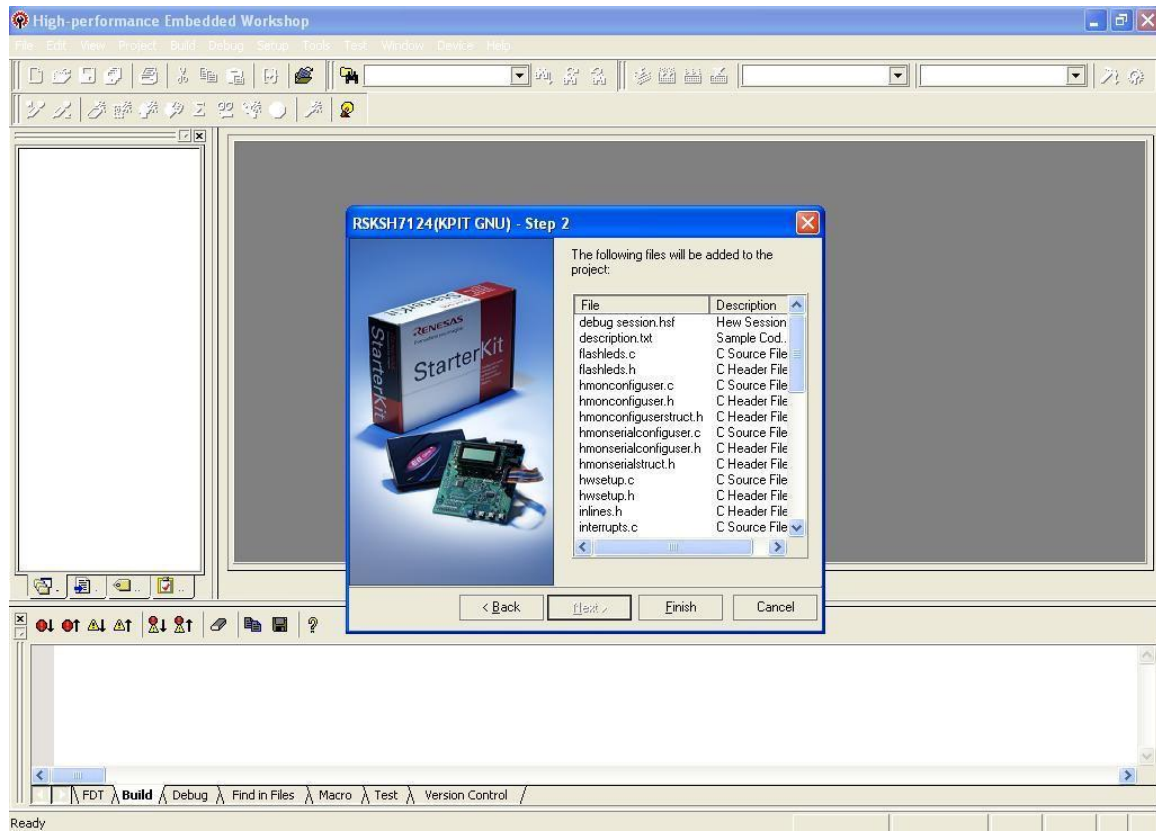 High-performance Embedded Workshop
File Edit View Project Build Debug Setup Tools Test Window Device Help
RSKSH7124(KPIT GNU) - Step 2
The following files will be added to the
project:
File Description
debug session.hsf Hew Session
description.txt Sample Cod..
flashleds.c C Source File
flashleds.h C Header File
hmonconfiguser.c C Source File
hmonconfiguser.h C Header File
hmonconfiguserstruct.h C Header File
hmonserialconfiguser.c C Source File
hmonserialconfiguser.h C Header File
hmonserialstruct.h C Header File
hwsetup.c C Source File
hwsetup.h C Header File
inlines.h C Header File
interrupts.c C Source File
RENESAS
StarterKit
StarterKit
< Back Next > Finish Cancel
FDT Build Debug Find in Files Macro Test Version Control
Ready